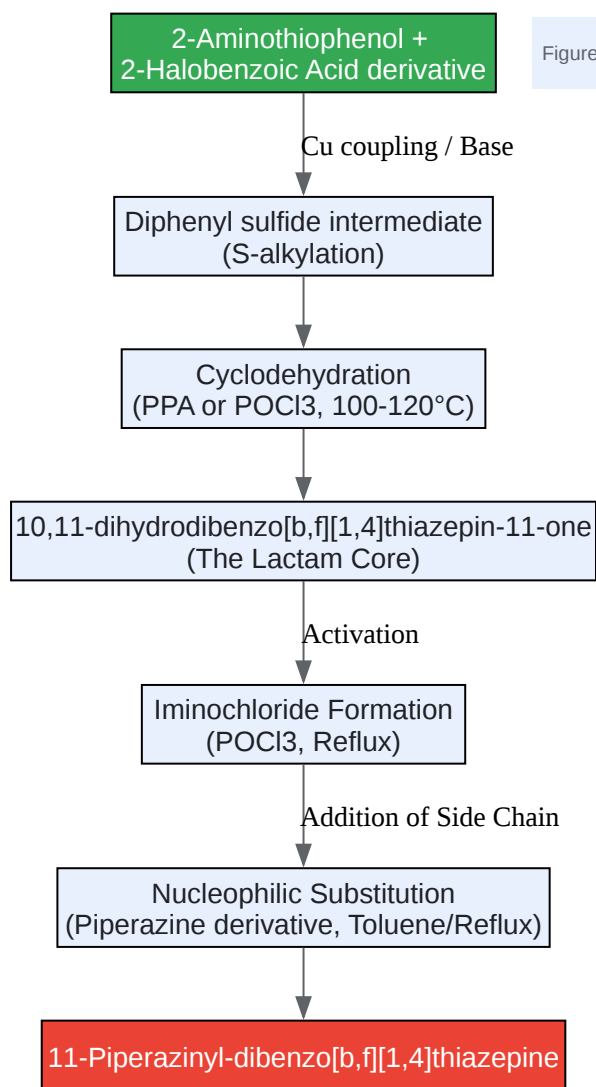 2-Aminothiophenol +
2-Halobenzoic Acid derivative
Figure
Cu coupling / Base
Diphenyl sulfide intermediate
(S-alkylation)
Cyclodehydration
(PPA or POCl3, 100-120°C)
10,11-dihydrodibenzo[b,f][1,4]thiazepin-11-one
(The Lactam Core)
Activation
Iminochloride Formation
(POCl3, Reflux)
Addition of Side Chain
Nucleophilic Substitution
(Piperazine derivative, Toluene/Reflux)
11-Piperazinyl-dibenzo[b,f][1,4]thiazepine